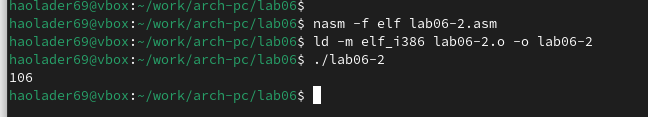 haolader69@vbox:~/work/arch-pc/lab06$
haolader69@vbox:~/work/arch-pc/lab06$ nasm -f elf lab06-2.asm
haolader69@vbox:~/work/arch-pc/lab06$ ld -m elf_i386 lab06-2.o -o lab06-2
haolader69@vbox:~/work/arch-pc/lab06$ ./lab06-2
106
haolader69@vbox:~/work/arch-pc/lab06$